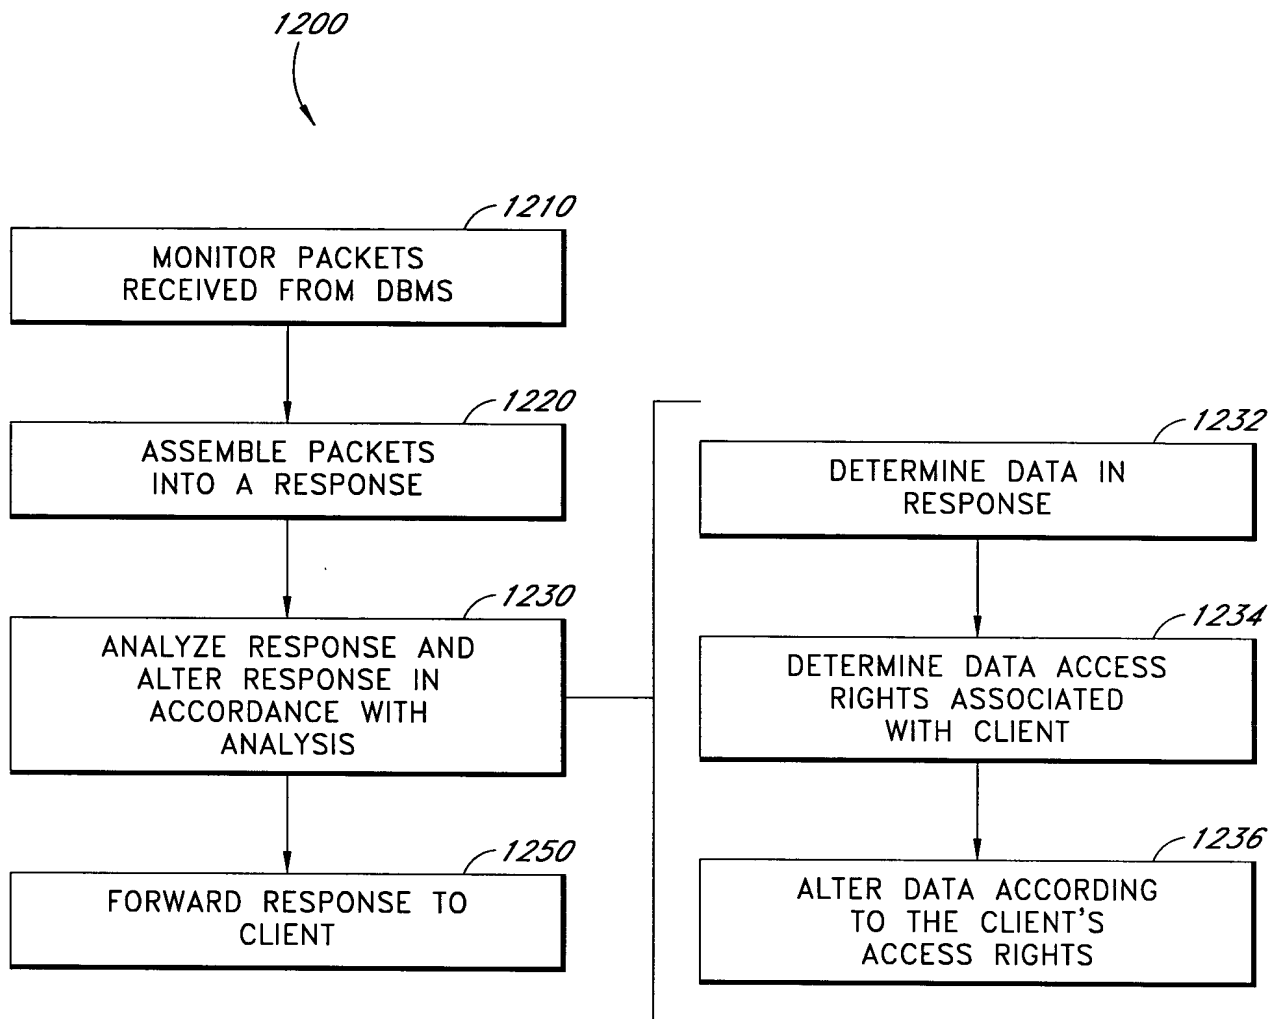 1200
1210
MONITOR PACKETS
RECEIVED FROM DBMS
1220
ASSEMBLE PACKETS
INTO A RESPONSE
1230
ANALYZE RESPONSE AND
ALTER RESPONSE IN
ACCORDANCE WITH
ANALYSIS
1250
FORWARD RESPONSE TO
CLIENT
1232
DETERMINE DATA IN
RESPONSE
1234
DETERMINE DATA ACCESS
RIGHTS ASSOCIATED
WITH CLIENT
1236
ALTER DATA ACCORDING
TO THE CLIENT'S
ACCESS RIGHTS